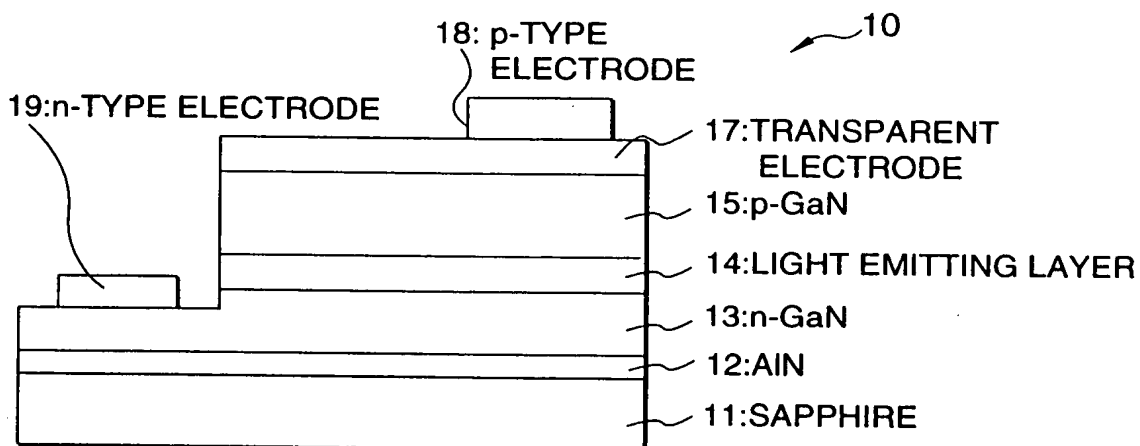 10
18: p-TYPE
ELECTRODE
19:n-TYPE ELECTRODE
17:TRANSPARENT
ELECTRODE
15:p-GaN
14:LIGHT EMITTING LAYER
13:n-GaN
12:AlN
11:SAPPHIRE